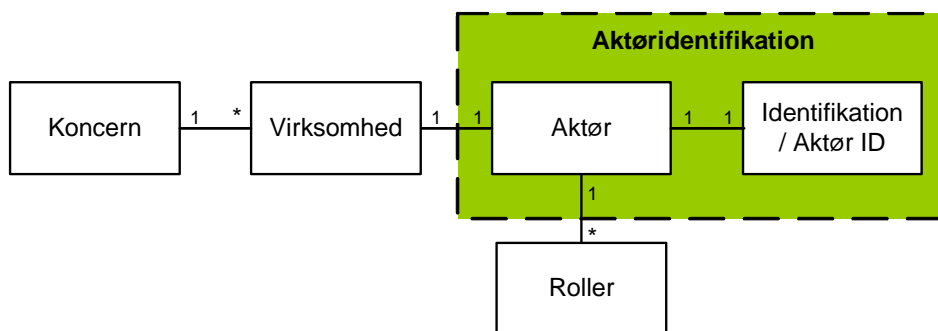 Aktøridentifikation
Koncern
1
*
Virksomhed
1
1
Aktør
1
1
Identifikation
/ Aktør ID
1
*
Roller